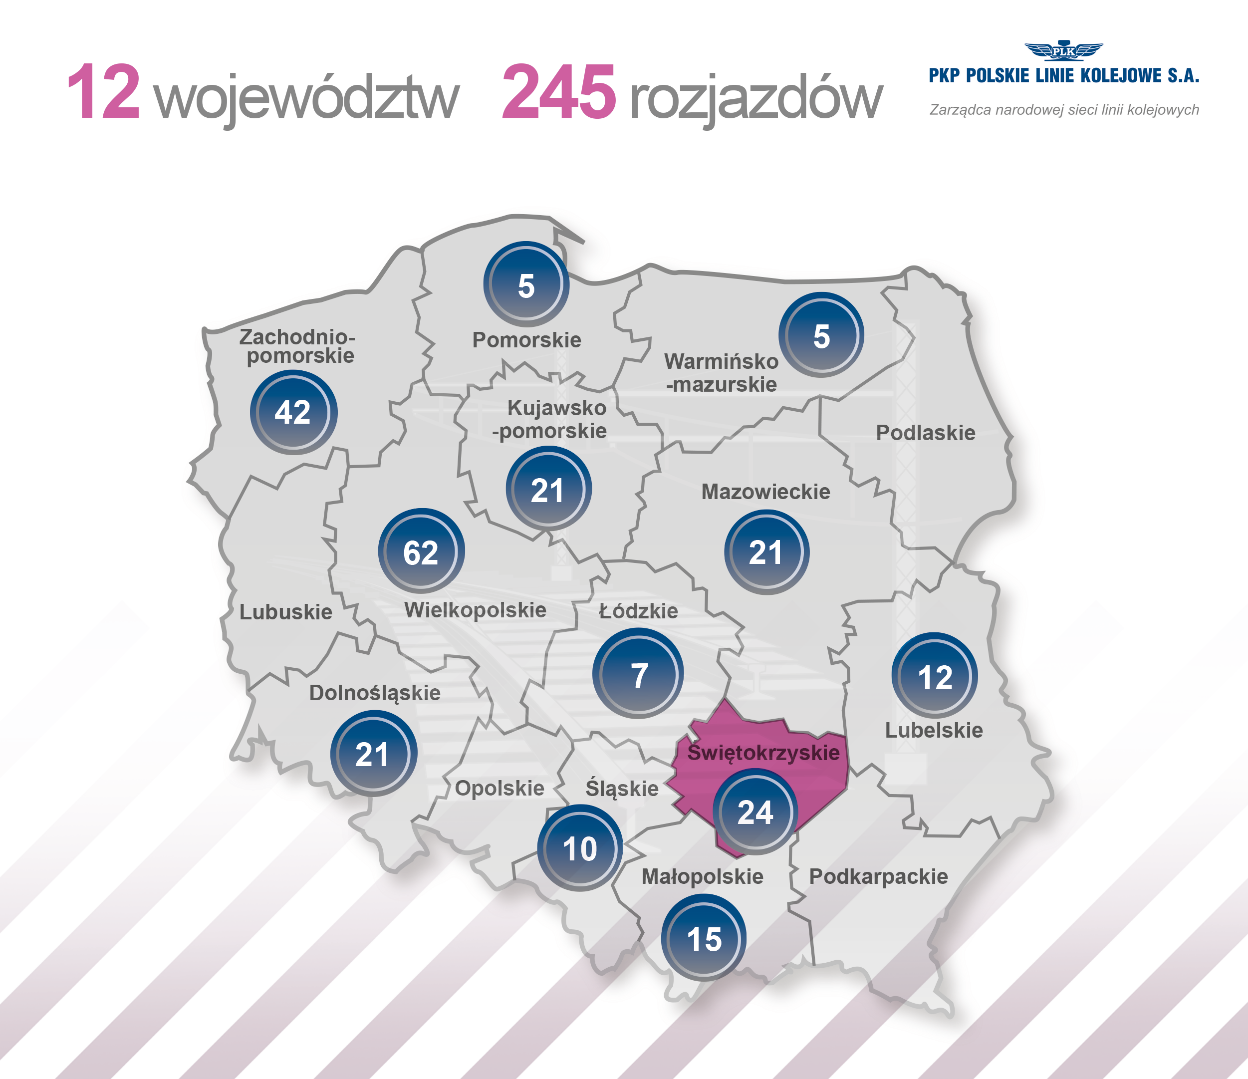 12 województw 245 rozjazdów
PLK
PKP POLSKIE LINIE KOLEJOWE S.A.
Zarządca narodowej sieci linii kolejowych
5
Pomorskie
5
Warmińsko
-mazurskie
Zachodnio-
pomorskie
42
Kujawsko
-pomorskie
21
Podlaskie
Mazowieckie
21
62
Wielkopolskie
Lubuskie
Łódzkie
7
12
Lubelskie
Dolnośląskie
21
Świętokrzyskie
24
Opolskie
Śląskie
10
Małopolskie
15
Podkarpackie